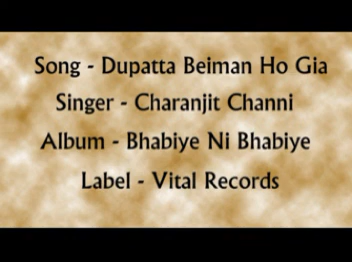 Song - Dupatta Beiman Ho Gia
Singer - Charanjit Channi
Album - Bhabiye Ni Bhabiye
Label - Vital Records